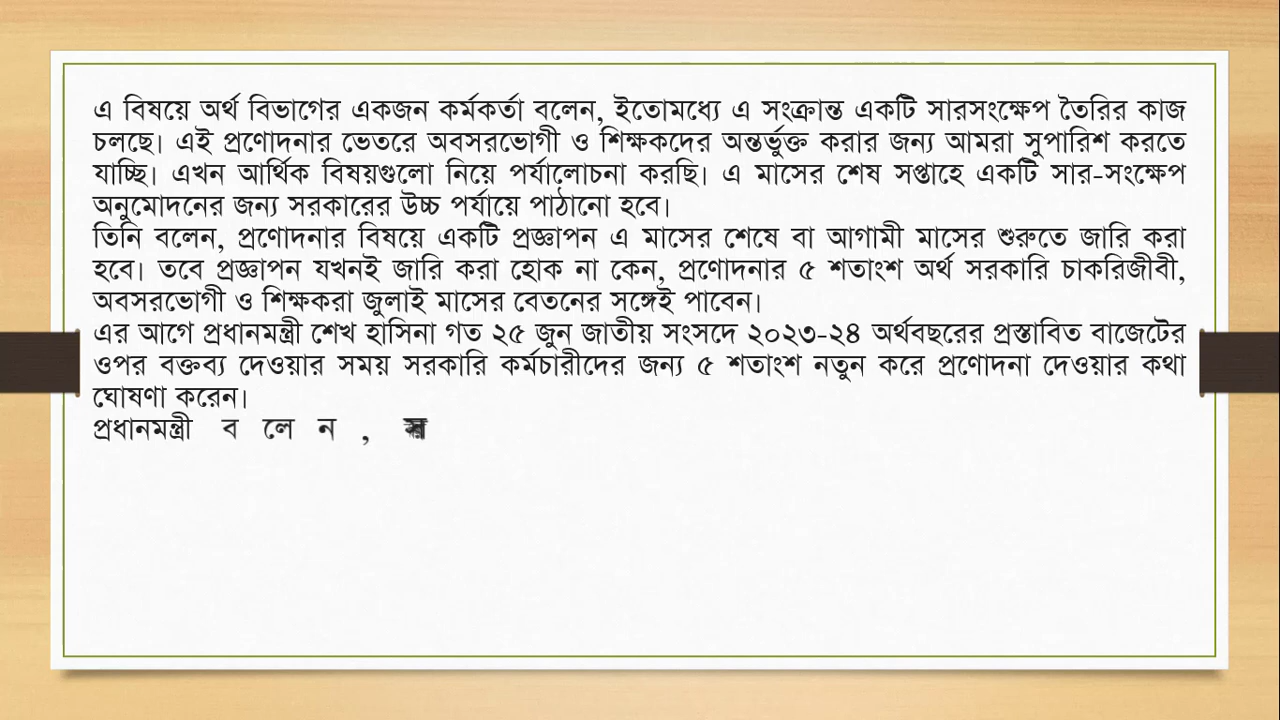 এ বিষয়ে অর্থ বিভাগের একজন কর্মকর্তা বলেন, ইতোমধ্যে এ সংক্রান্ত একটি সারসংক্ষেপ তৈরির কাজ
চলছে। এই প্রণোদনার ভেতরে অবসরভোগী ও শিক্ষকদের অন্তর্ভুক্ত করার জন্য আমরা সুপারিশ করতে
যাচ্ছি। এখন আর্থিক বিষয়গুলো নিয়ে পর্যালোচনা করছি। এ মাসের শেষ সপ্তাহে একটি সার-সংক্ষেপ
অনুমোদনের জন্য সরকারের উচ্চ পর্যায়ে পাঠানো হবে।
তিনি বলেন, প্রণোদনার বিষয়ে একটি প্রজ্ঞাপন এ মাসের শেষে বা আগামী মাসের শুরুতে জারি করা
হবে। তবে প্রজ্ঞাপন যখনই জারি করা হোক না কেন, প্রণোদনার ৫ শতাংশ অর্থ সরকারি চাকরিজীবী,
অবসরভোগী ও শিক্ষকরা জুলাই মাসের বেতনের সঙ্গেই পাবেন।
এর আগে প্রধানমন্ত্রী শেখ হাসিনা গত ২৫ জুন জাতীয় সংসদে ২০২৩-২৪ অর্থবছরের প্রস্তাবিত বাজেটের
ওপর বক্তব্য দেওয়ার সময় সরকারি কর্মচারীদের জন্য ৫ শতাংশ নতুন করে প্রণোদনা দেওয়ার কথা
ঘোষণা করেন।
প্রধানমন্ত্রী বলেন,